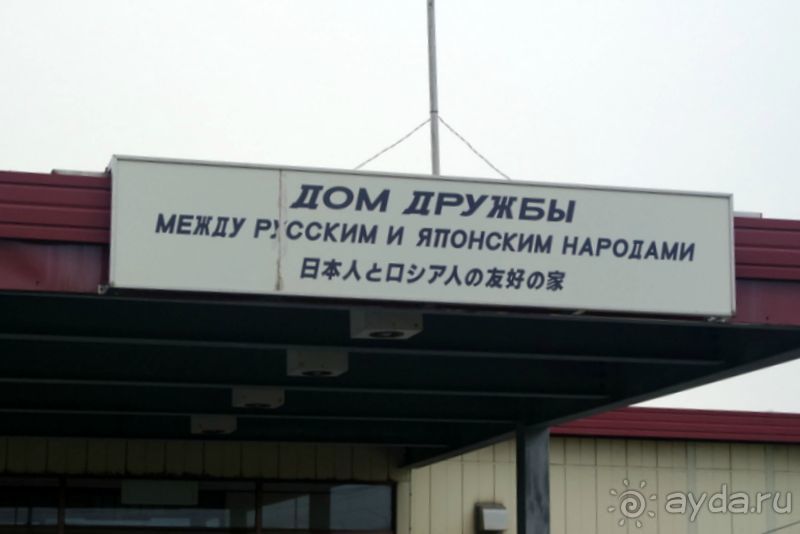 ДОМ ДРУЖБЫ
МЕЖДУ РУССКИМ И ЯПОНСКИМ НАРОДАМИ
日本人とロシア人の友好の家
ayda.ru